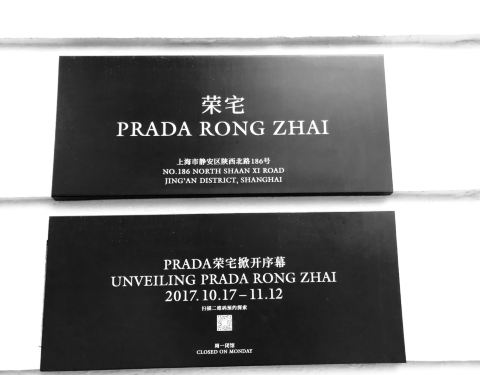 荣宅
PRADA RONG ZHAI
上海市静安区陕西北路186号
NO.186 NORTH SHAAN XI ROAD
JING'AN DISTRICT, SHANGHAI
PRADA荣宅掀开序幕
UNVEILING PRADA RONG ZHAI
2017.10.17–11.12
扫描二维码预约探索
周一闭馆
CLOSED ON MONDAY